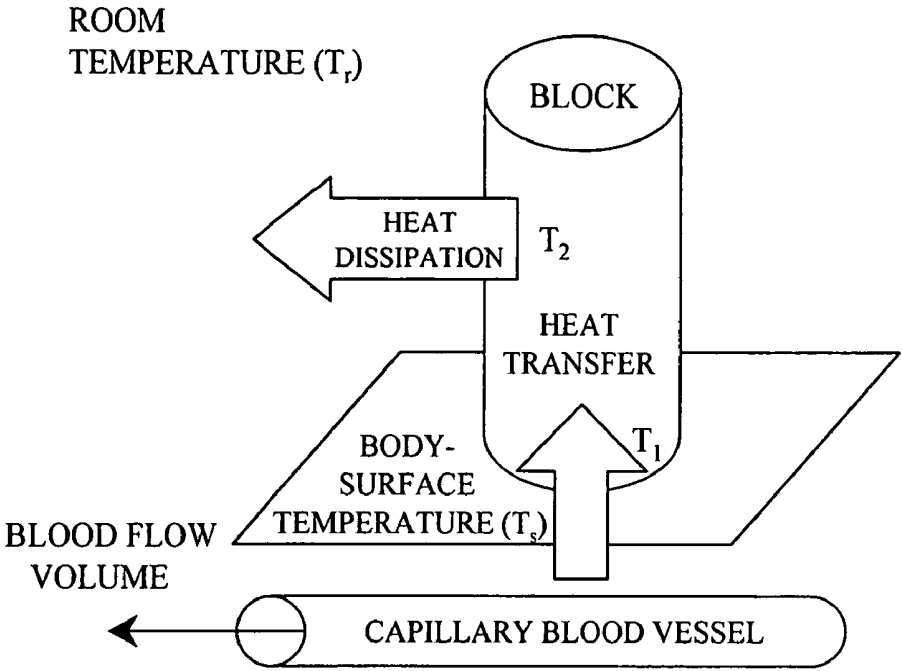 ROOM
TEMPERATURE (Tr)
BLOCK
HEAT
DISSIPATION
T2
HEAT
TRANSFER
T1
BODY-
SURFACE
TEMPERATURE (Ts)
BLOOD FLOW
VOLUME
CAPILLARY BLOOD VESSEL